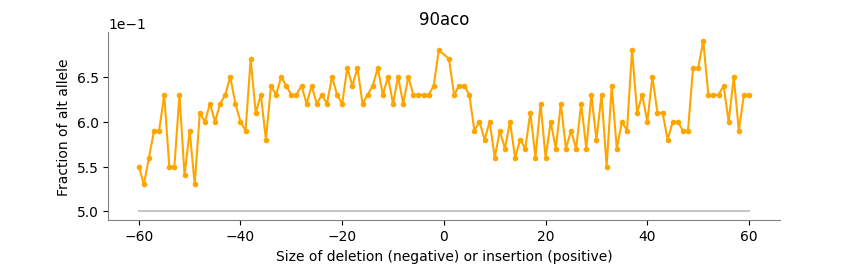 90aco
1e−1
6.5
6.0
5.5
5.0
Fraction of alt allele
−60 −40 −20 0 20 40 60
Size of deletion (negative) or insertion (positive)